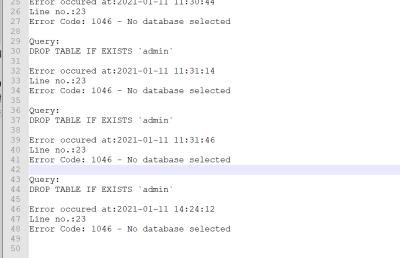 25 Error occured at:2021-01-11 11:30:44
26 Line no.:23
27 Error Code: 1046 - No database selected
28
29 Query:
30 DROP TABLE IF EXISTS `admin`
31
32 Error occured at:2021-01-11 11:31:14
33 Line no.:23
34 Error Code: 1046 - No database selected
35
36 Query:
37 DROP TABLE IF EXISTS `admin`
38
39 Error occured at:2021-01-11 11:31:46
40 Line no.:23
41 Error Code: 1046 - No database selected
42
43 Query:
44 DROP TABLE IF EXISTS `admin`
45
46 Error occured at:2021-01-11 14:24:12
47 Line no.:23
48 Error Code: 1046 - No database selected
49
50